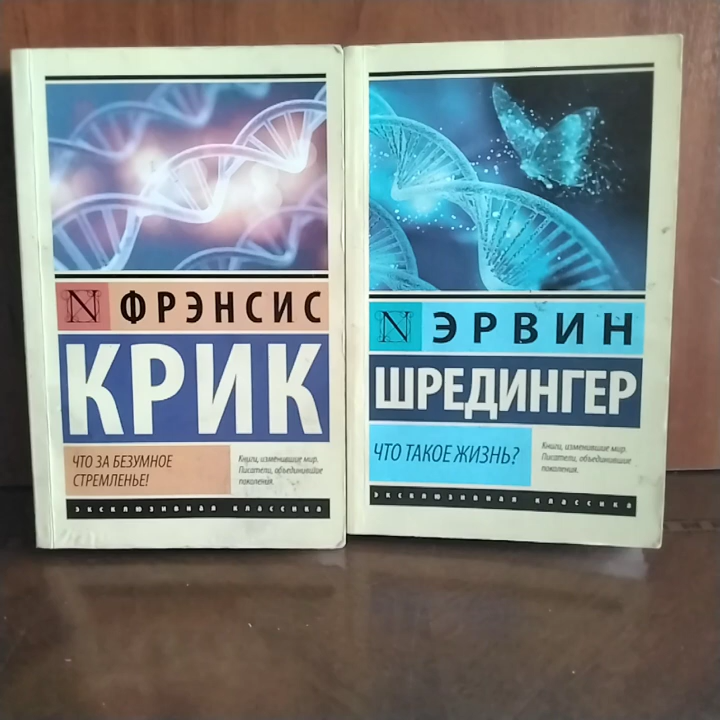 ФРЭНСИС
КРИК
ЧТО ЗА БЕЗУМНОЕ
СТРЕМЛЕНЬЕ!
Книги, изменившие мир.
Писатели, объединившие
поколения.
ЭКСКЛЮЗИВНАЯ КЛАССИКА
ЭРВИН
ШРЕДИНГЕР
ЧТО ТАКОЕ ЖИЗНЬ?
Книги, изменившие мир.
Писатели, объединившие
поколения.
ЭКСКЛЮЗИВНАЯ КЛАССИКА